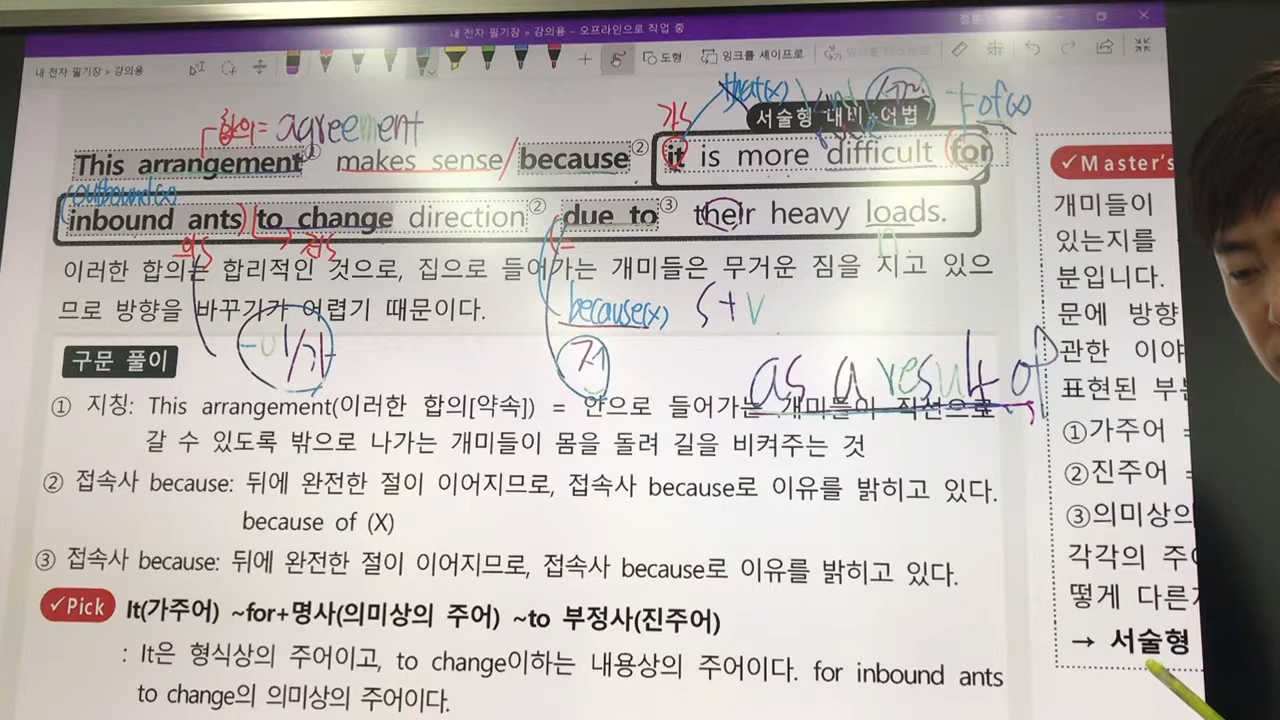 내 전자 필기장 » 강의용 – 오프라인으로 작업 중
내 전자 필기장 » 강의용
도형
잉크를 셰이프로
that(x)
of(x)
가S
합의= agreement
서술형 대비 어법
This arrangement① makes sense / because② it is more difficult for
outbound(x)
inbound ants) to change direction② due to③ their heavy loads.
의S
진S
n
이러한 합의는 합리적인 것으로, 집으로 들어가는 개미들은 무거운 짐을 지고 있으
므로 방향을 바꾸기가 어렵기 때문이다.
because(x) S+V
-이/가
전
as a result of
구문 풀이
① 지칭: This arrangement(이러한 합의[약속]) = 안으로 들어가는 개미들이 직선으로
갈 수 있도록 밖으로 나가는 개미들이 몸을 돌려 길을 비켜주는 것
② 접속사 because: 뒤에 완전한 절이 이어지므로, 접속사 because로 이유를 밝히고 있다.
because of (X)
③ 접속사 because: 뒤에 완전한 절이 이어지므로, 접속사 because로 이유를 밝히고 있다.
✓Pick It(가주어) ~for+명사(의미상의 주어) ~to 부정사(진주어)
: It은 형식상의 주어이고, to change이하는 내용상의 주어이다. for inbound ants
to change의 의미상의 주어이다.
✓Master's
개미들이
있는지를
분입니다.
문에 방향
관한 이야
표현된 부분
①가주어 =
②진주어 =
③의미상의
각각의 주어
떻게 다른지
→ 서술형